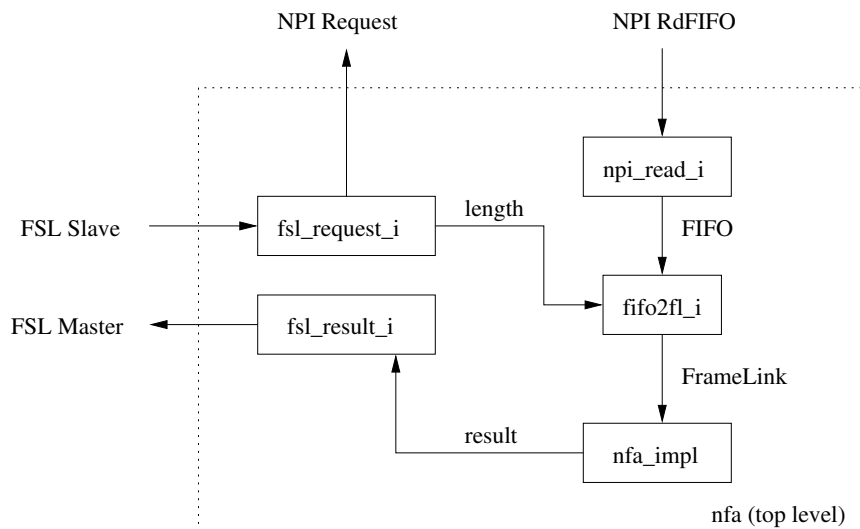 NPI Request
NPI RdFIFO
npi_read_i
length
FSL Slave
fsl_request_i
FIFO
FSL Master
fsl_result_i
fifo2fl_i
FrameLink
result
nfa_impl
nfa (top level)